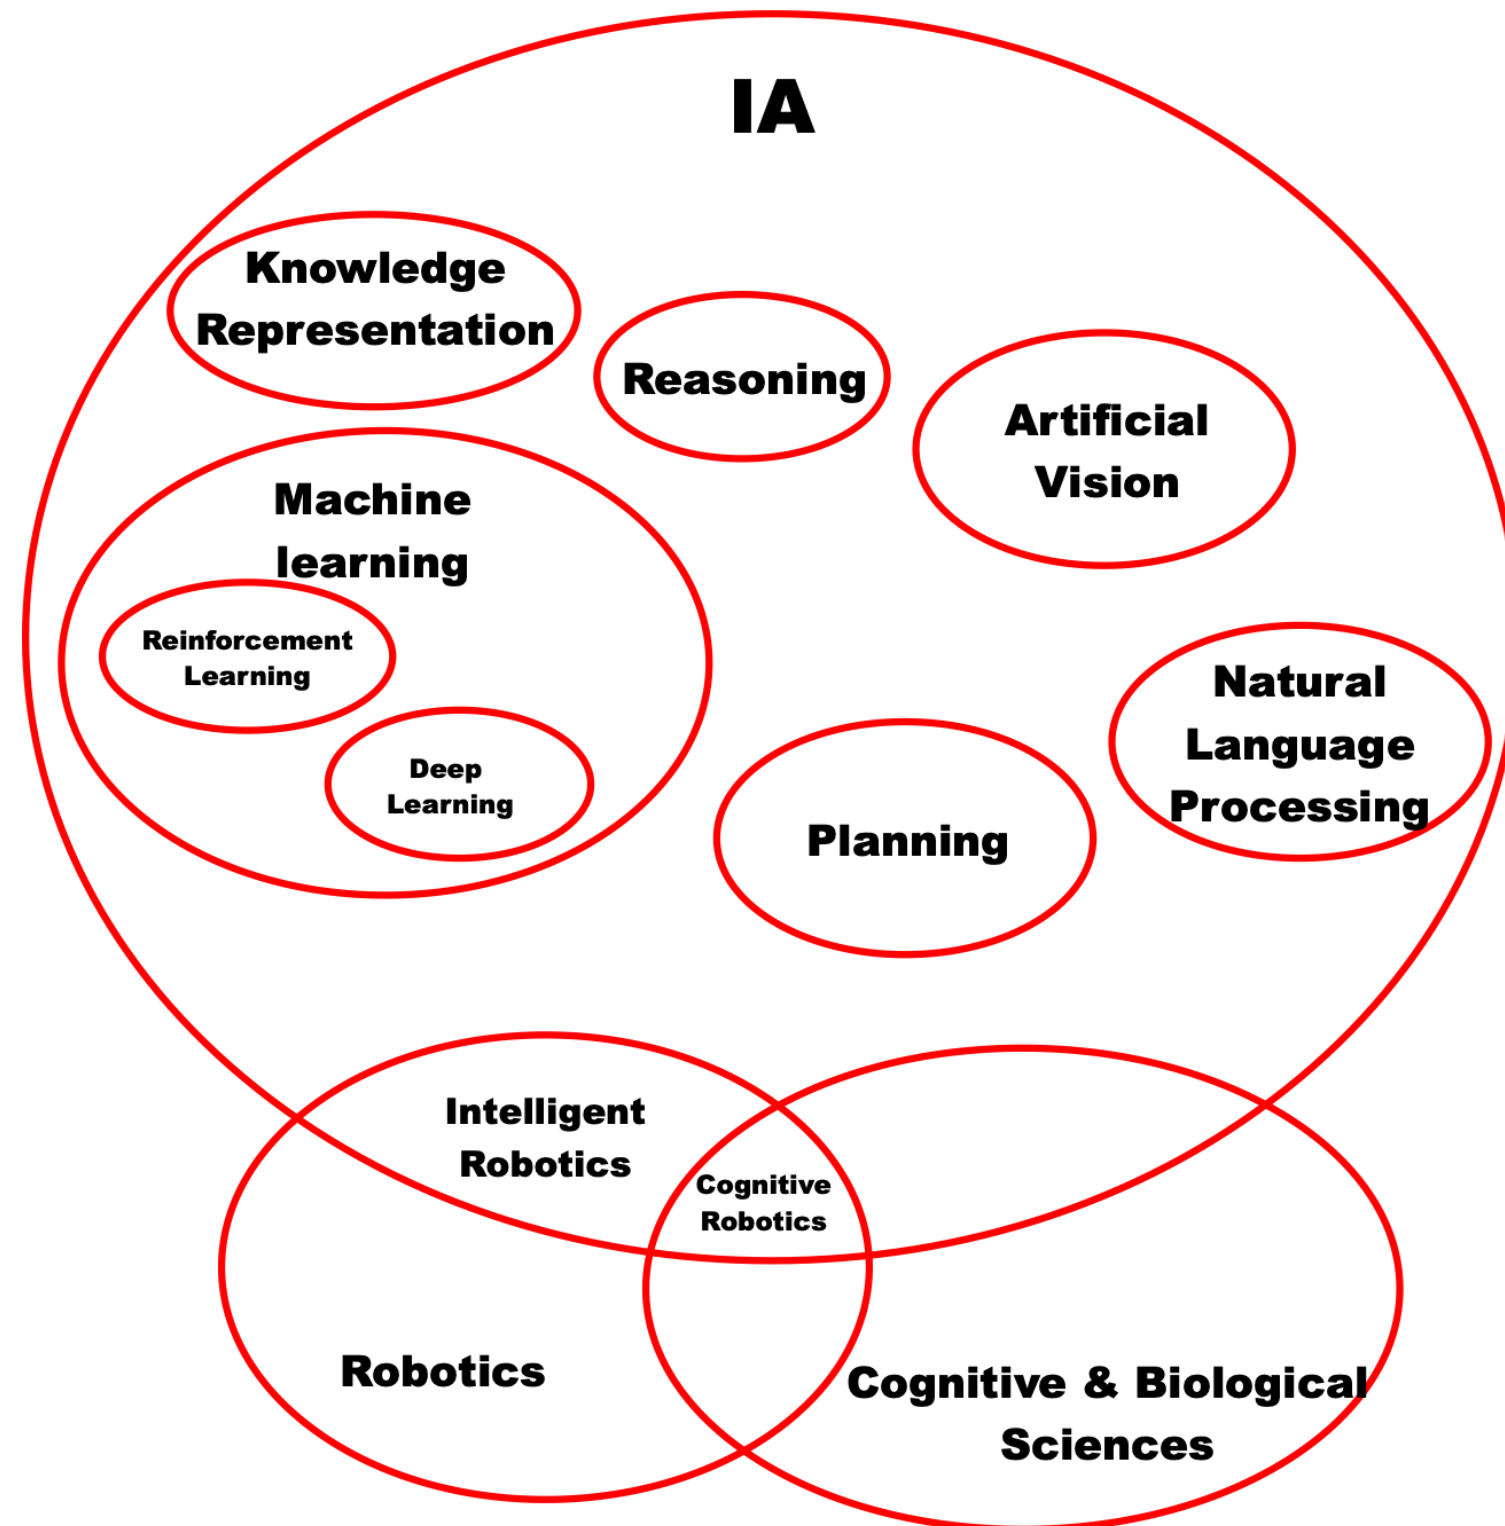 IA
Knowledge
Representation
Reasoning
Artificial
Vision
Machine
learning
Reinforcement
Learning
Deep
Learning
Natural
Language
Processing
Planning
Intelligent
Robotics
Cognitive
Robotics
Robotics
Cognitive & Biological
Sciences